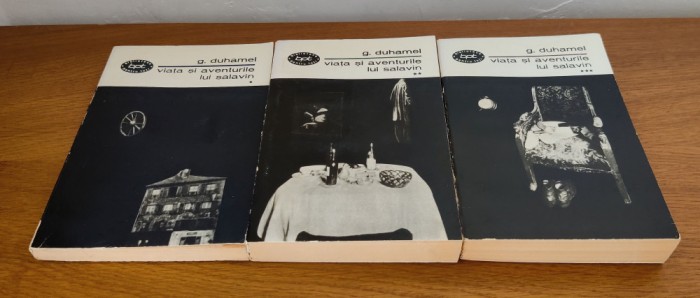 g. duhamel
viața și aventurile
lui salavin
*
g. duhamel
viața și aventurile
lui salavin
**
g. duhamel
viața și aventurile
lui salavin
***